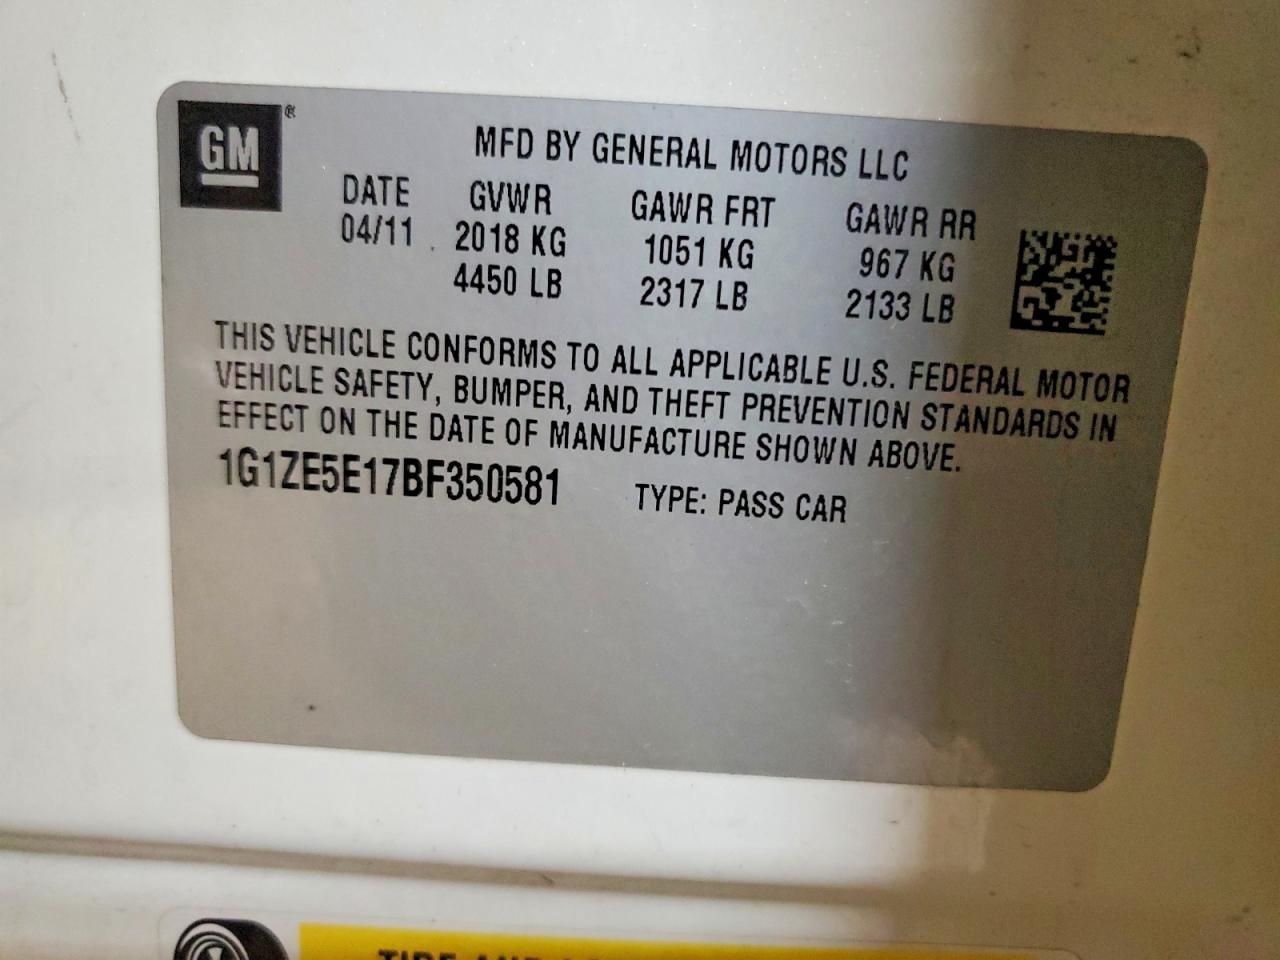 GM®
MFD BY GENERAL MOTORS LLC
DATE GVWR GAWR FRT GAWR RR
04/11 2018 KG 1051 KG 967 KG
4450 LB 2317 LB 2133 LB
THIS VEHICLE CONFORMS TO ALL APPLICABLE U.S. FEDERAL MOTOR
VEHICLE SAFETY, BUMPER, AND THEFT PREVENTION STANDARDS IN
EFFECT ON THE DATE OF MANUFACTURE SHOWN ABOVE.
1G1ZE5E17BF350581 TYPE: PASS CAR
TIRE AND